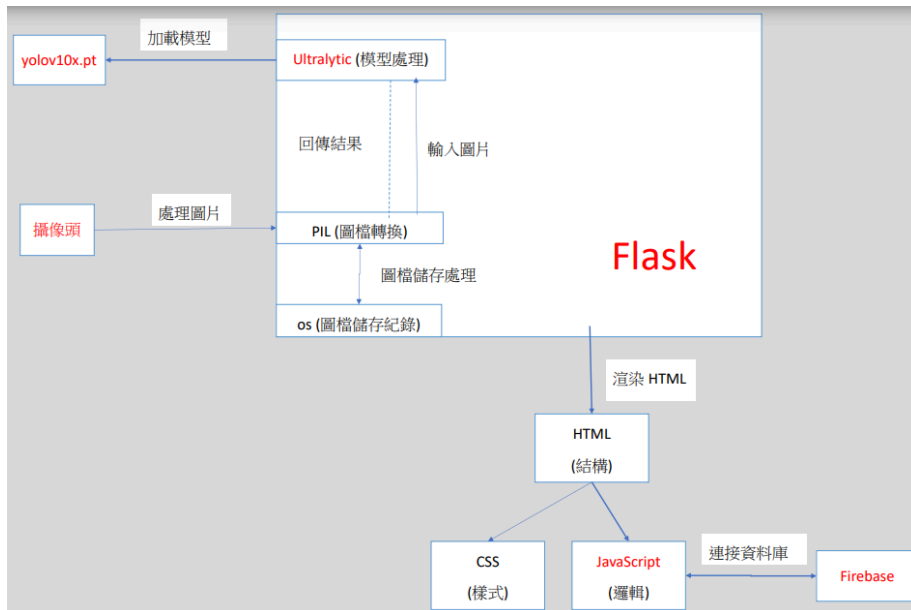 加載模型
yolov10x.pt
Ultralytic (模型處理)
回傳結果
輸入圖片
攝像頭
處理圖片
PIL (圖檔轉換)
Flask
圖檔儲存處理
os (圖檔儲存紀錄)
渲染 HTML
HTML
(結構)
CSS
(樣式)
JavaScript
(邏輯)
連接資料庫
Firebase